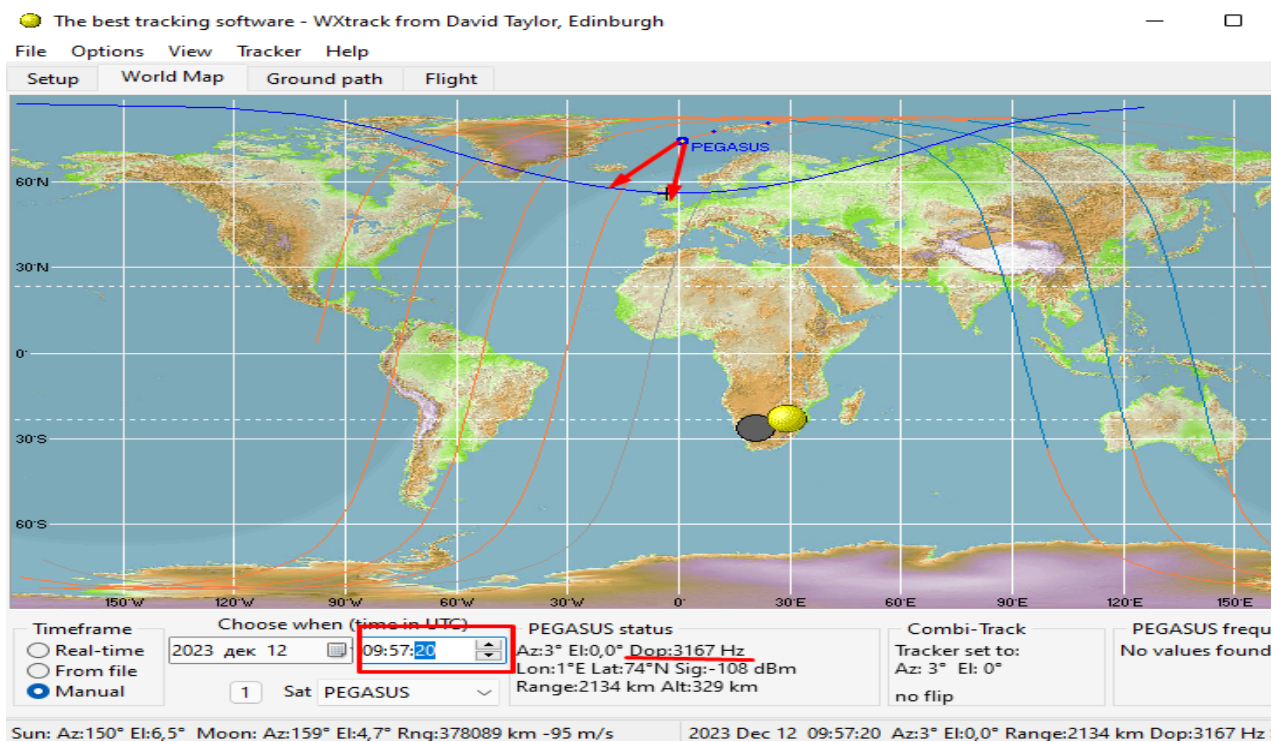 The best tracking software - WXtrack from David Taylor, Edinburgh
File Options View Tracker Help
Setup World Map Ground path Flight
PEGASUS
60°N
30°N
0°
30°S
60°S
150°W 120°W 90°W 60°W 30°W 0° 30°E 60°E 90°E 120°E 150°E
Timeframe
Real-time
From file
Manual
Choose when (time in UTC)
2023 дек 12 09:57:20
1 Sat PEGASUS
PEGASUS status
Az:3° El:0,0° Dop:3167 Hz
Lon:1°E Lat:74°N Sig:-108 dBm
Range:2134 km Alt:329 km
Combi-Track
Tracker set to:
Az: 3° El: 0°
no flip
PEGASUS frequ
No values found
Sun: Az:150° El:6,5° Moon: Az:159° El:4,7° Rng:378089 km -95 m/s 2023 Dec 12 09:57:20 Az:3° El:0,0° Range:2134 km Dop:3167 Hz